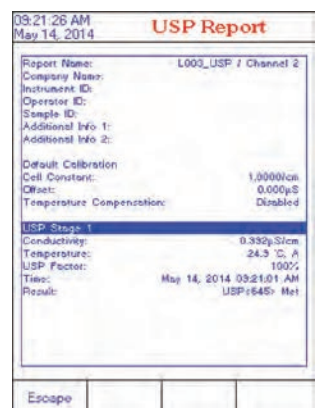 09:21:26 AM
May 14, 2014
USP Report
Report Name: L003_USP / Channel 2
Company Name:
Instrument ID:
Operator ID:
Sample ID:
Additional Info 1:
Additional Info 2:
Default Calibration
Cell Constant: 1.0000/cm
Offset: 0.000µS
Temperature Compensation: Disabled
USP Stage 1
Conductivity: 0.332µS/cm
Temperature: 24.3 °C, A
USP Factor: 100%
Time: May 14, 2014 09:21:01 AM
Result: USP<645> Met
Escape